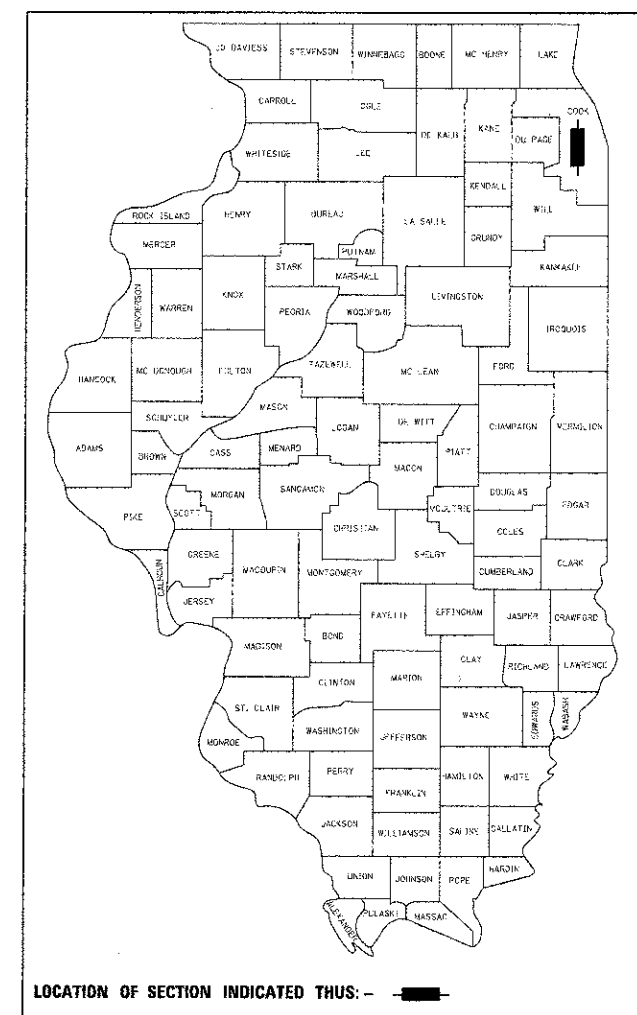 JO DAVIESS STEVENSON WINNEBAGO BOONE MC HENRY LAKE
CARROLL OGLE COOK
DE KALB KANE DU PAGE
WHITESIDE LEE
KENDALL WILL
ROCK ISLAND HENRY BUREAU LA SALLE
GRUNDY
MERCER PUTNAM
STARK MARSHALL KANKAKEE
HENDERSON WARREN KNOX LIVINGSTON
PEORIA WOODFORD IROQUOIS
FULTON TAZEWELL FORD
HANCOCK MC DONOUGH MC LEAN
MASON
SCHUYLER LOGAN DE WITT CHAMPAIGN VERMILION
ADAMS BROWN CASS MENARD PIATT
MACON
MORGAN SANGAMON DOUGLAS
PIKE SCOTT MOULTRIE EDGAR
CHRISTIAN COLES
GREENE SHELBY
CALHOUN MACOUPIN MONTGOMERY CUMBERLAND CLARK
JERSEY
FAYETTE EFFINGHAM JASPER CRAWFORD
BOND
MADISON
CLAY RICHLAND LAWRENCE
CLINTON MARION
ST. CLAIR WAYNE EDWARDS WABASH
WASHINGTON
MONROE JEFFERSON
RANDOLPH PERRY HAMILTON WHITE
FRANKLIN
JACKSON WILLIAMSON SALINE GALLATIN
HARDIN
UNION JOHNSON POPE
ALEXANDER PULASKI MASSAC
LOCATION OF SECTION INDICATED THUS: -